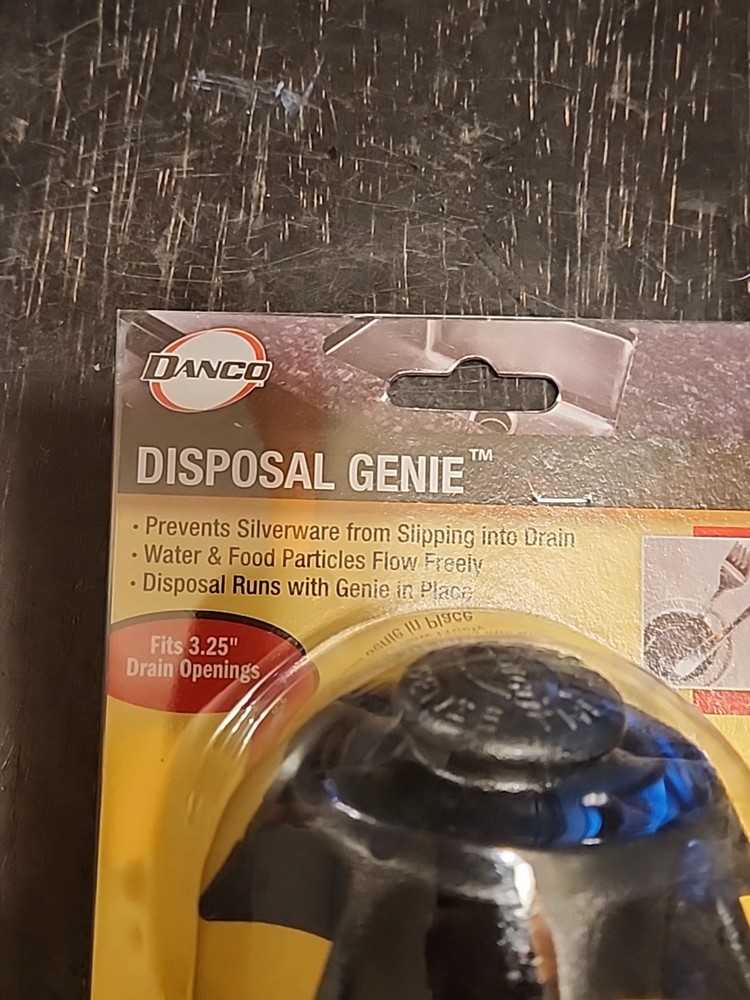 DANCO
DISPOSAL GENIE™
· Prevents Silverware from Slipping into Drain
· Water & Food Particles Flow Freely
· Disposal Runs with Genie in Place
Fits 3.25"
Drain Openings